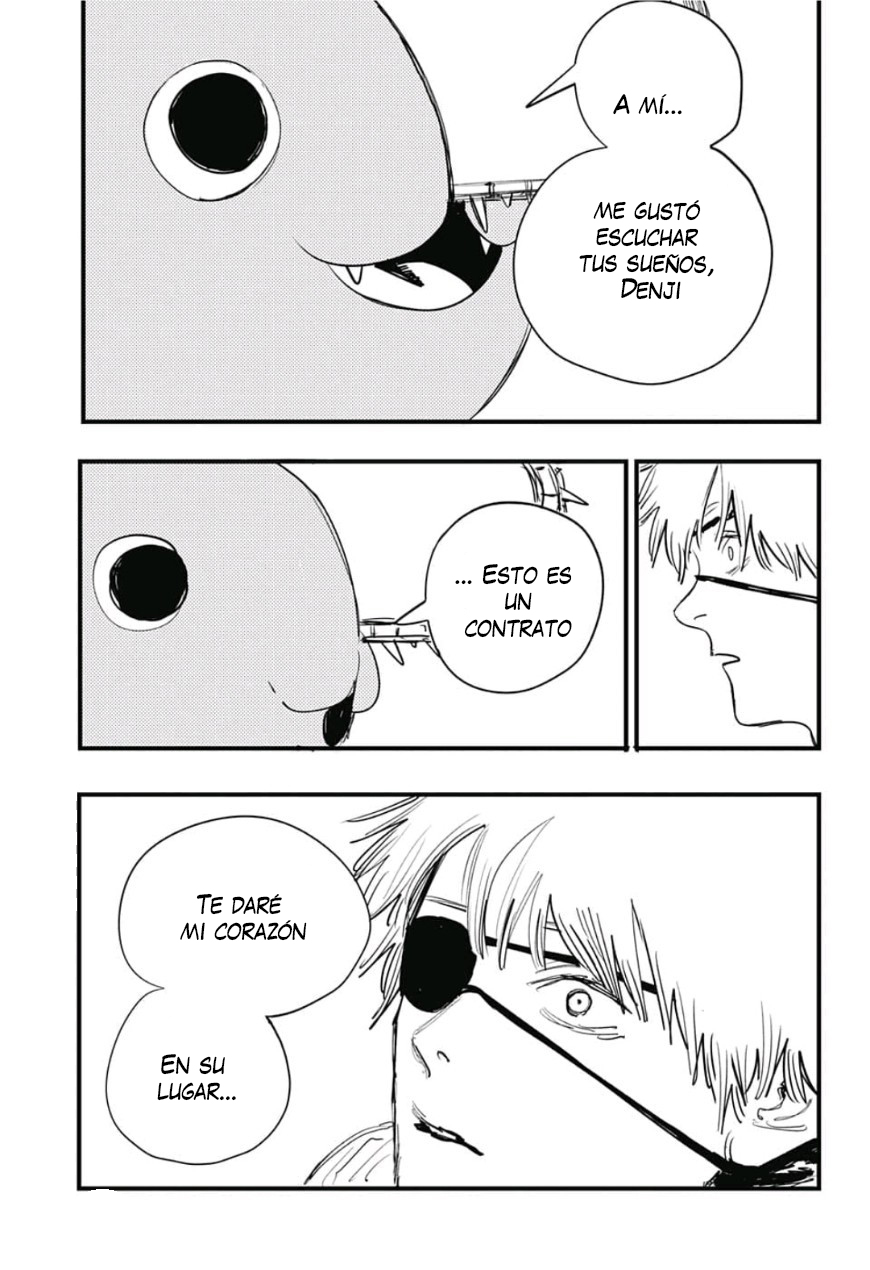 A mí...
me gustó
escuchar
tus sueños,
Denji
... Esto es
un
contrato
Te daré
mi corazón
En su
lugar...